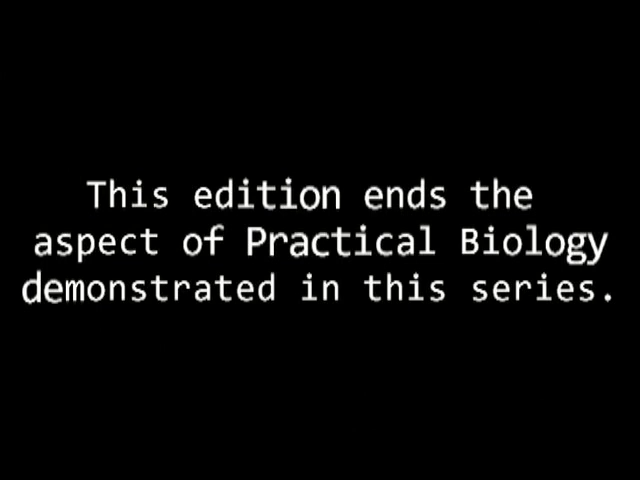 This edition ends the
aspect of Practical Biology
demonstrated in this series.